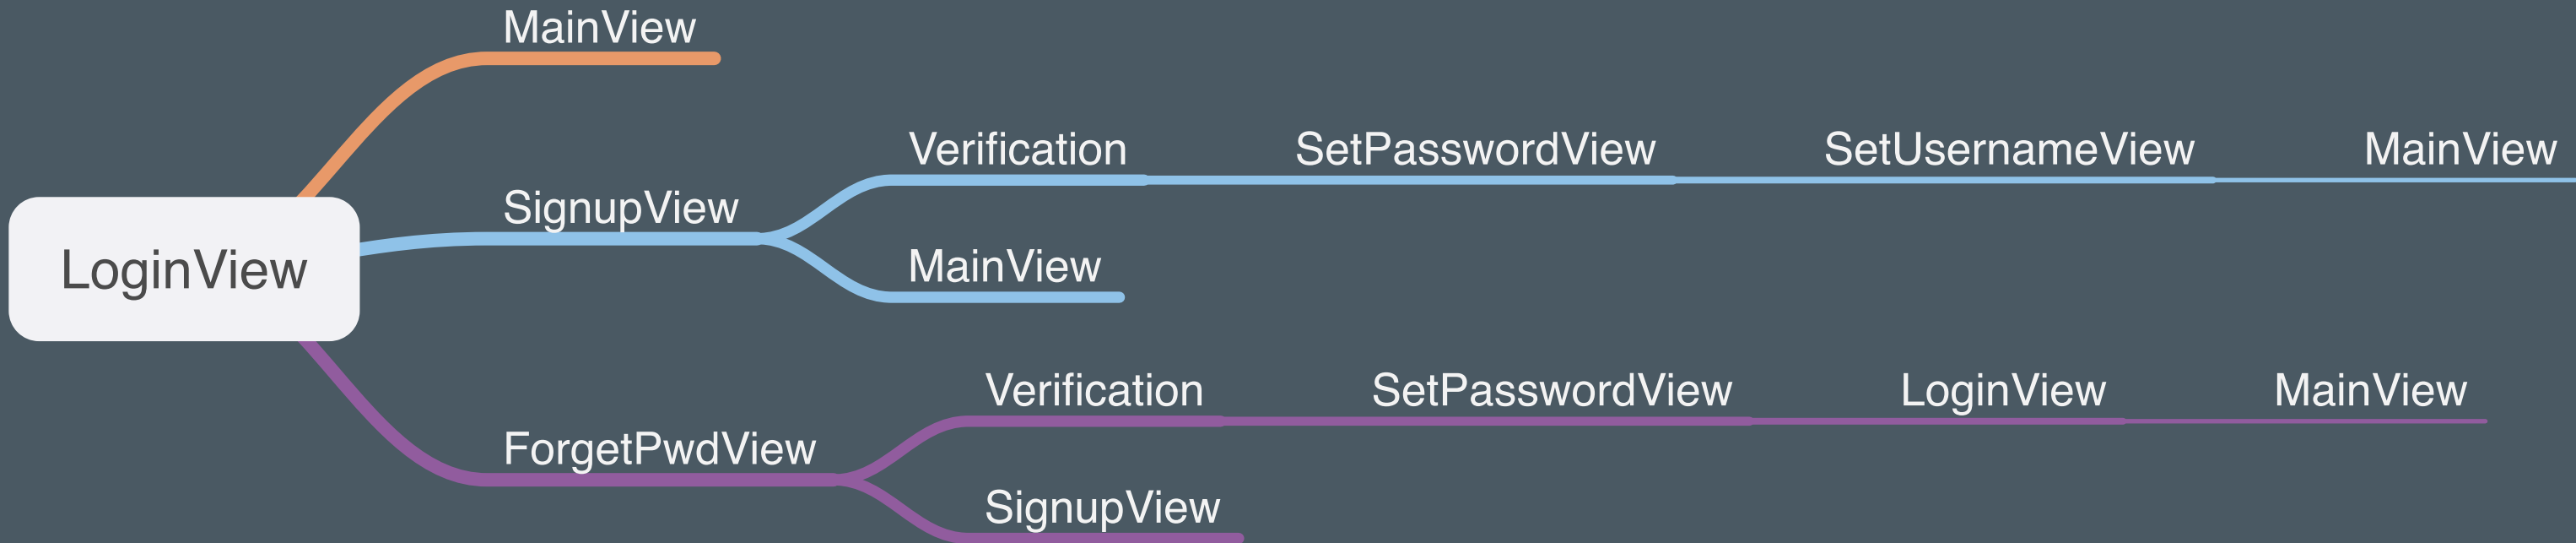 MainView
Verification SetPasswordView SetUsernameView MainView
SignupView
LoginView
MainView
Verification SetPasswordView LoginView MainView
ForgetPwdView
SignupView